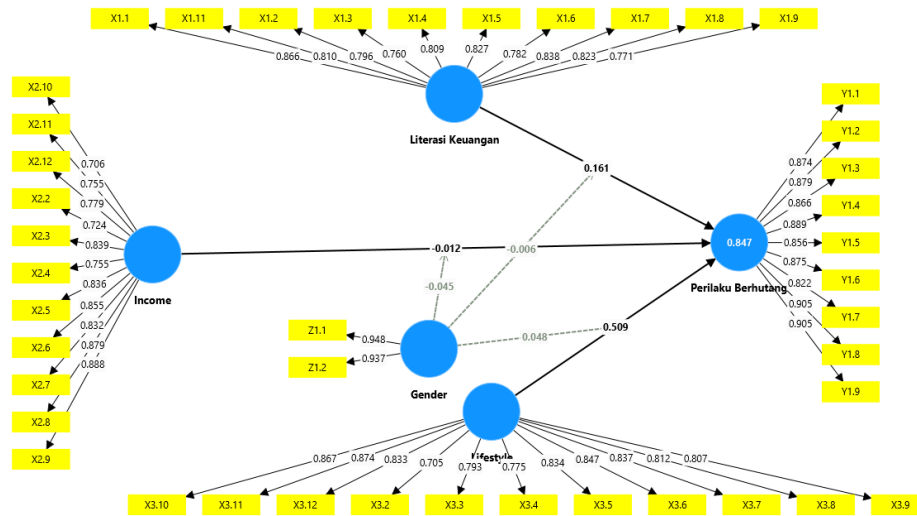 X1.1 X1.11 X1.2 X1.3 X1.4 X1.5 X1.6 X1.7 X1.8 X1.9
0.866 0.810 0.796 0.760 0.809 0.827 0.782 0.838 0.823 0.771
Literasi Keuangan
X2.10
X2.11
X2.12
X2.2
X2.3
X2.4
X2.5
X2.6
X2.7
X2.8
X2.9
0.706
0.755
0.779
0.724
0.839
0.755
0.836
0.855
0.832
0.879
0.888
Income
0.161
-0.012
-0.006
-0.045
0.048
0.509
Z1.1
Z1.2
0.948
0.937
Gender
0.847
Perilaku Berhutang
0.874
0.879
0.866
0.889
0.856
0.875
0.822
0.905
0.905
Y1.1
Y1.2
Y1.3
Y1.4
Y1.5
Y1.6
Y1.7
Y1.8
Y1.9
Lifestyle
0.867 0.874 0.833 0.705 0.793 0.775 0.834 0.847 0.837 0.812 0.807
X3.10 X3.11 X3.12 X3.2 X3.3 X3.4 X3.5 X3.6 X3.7 X3.8 X3.9